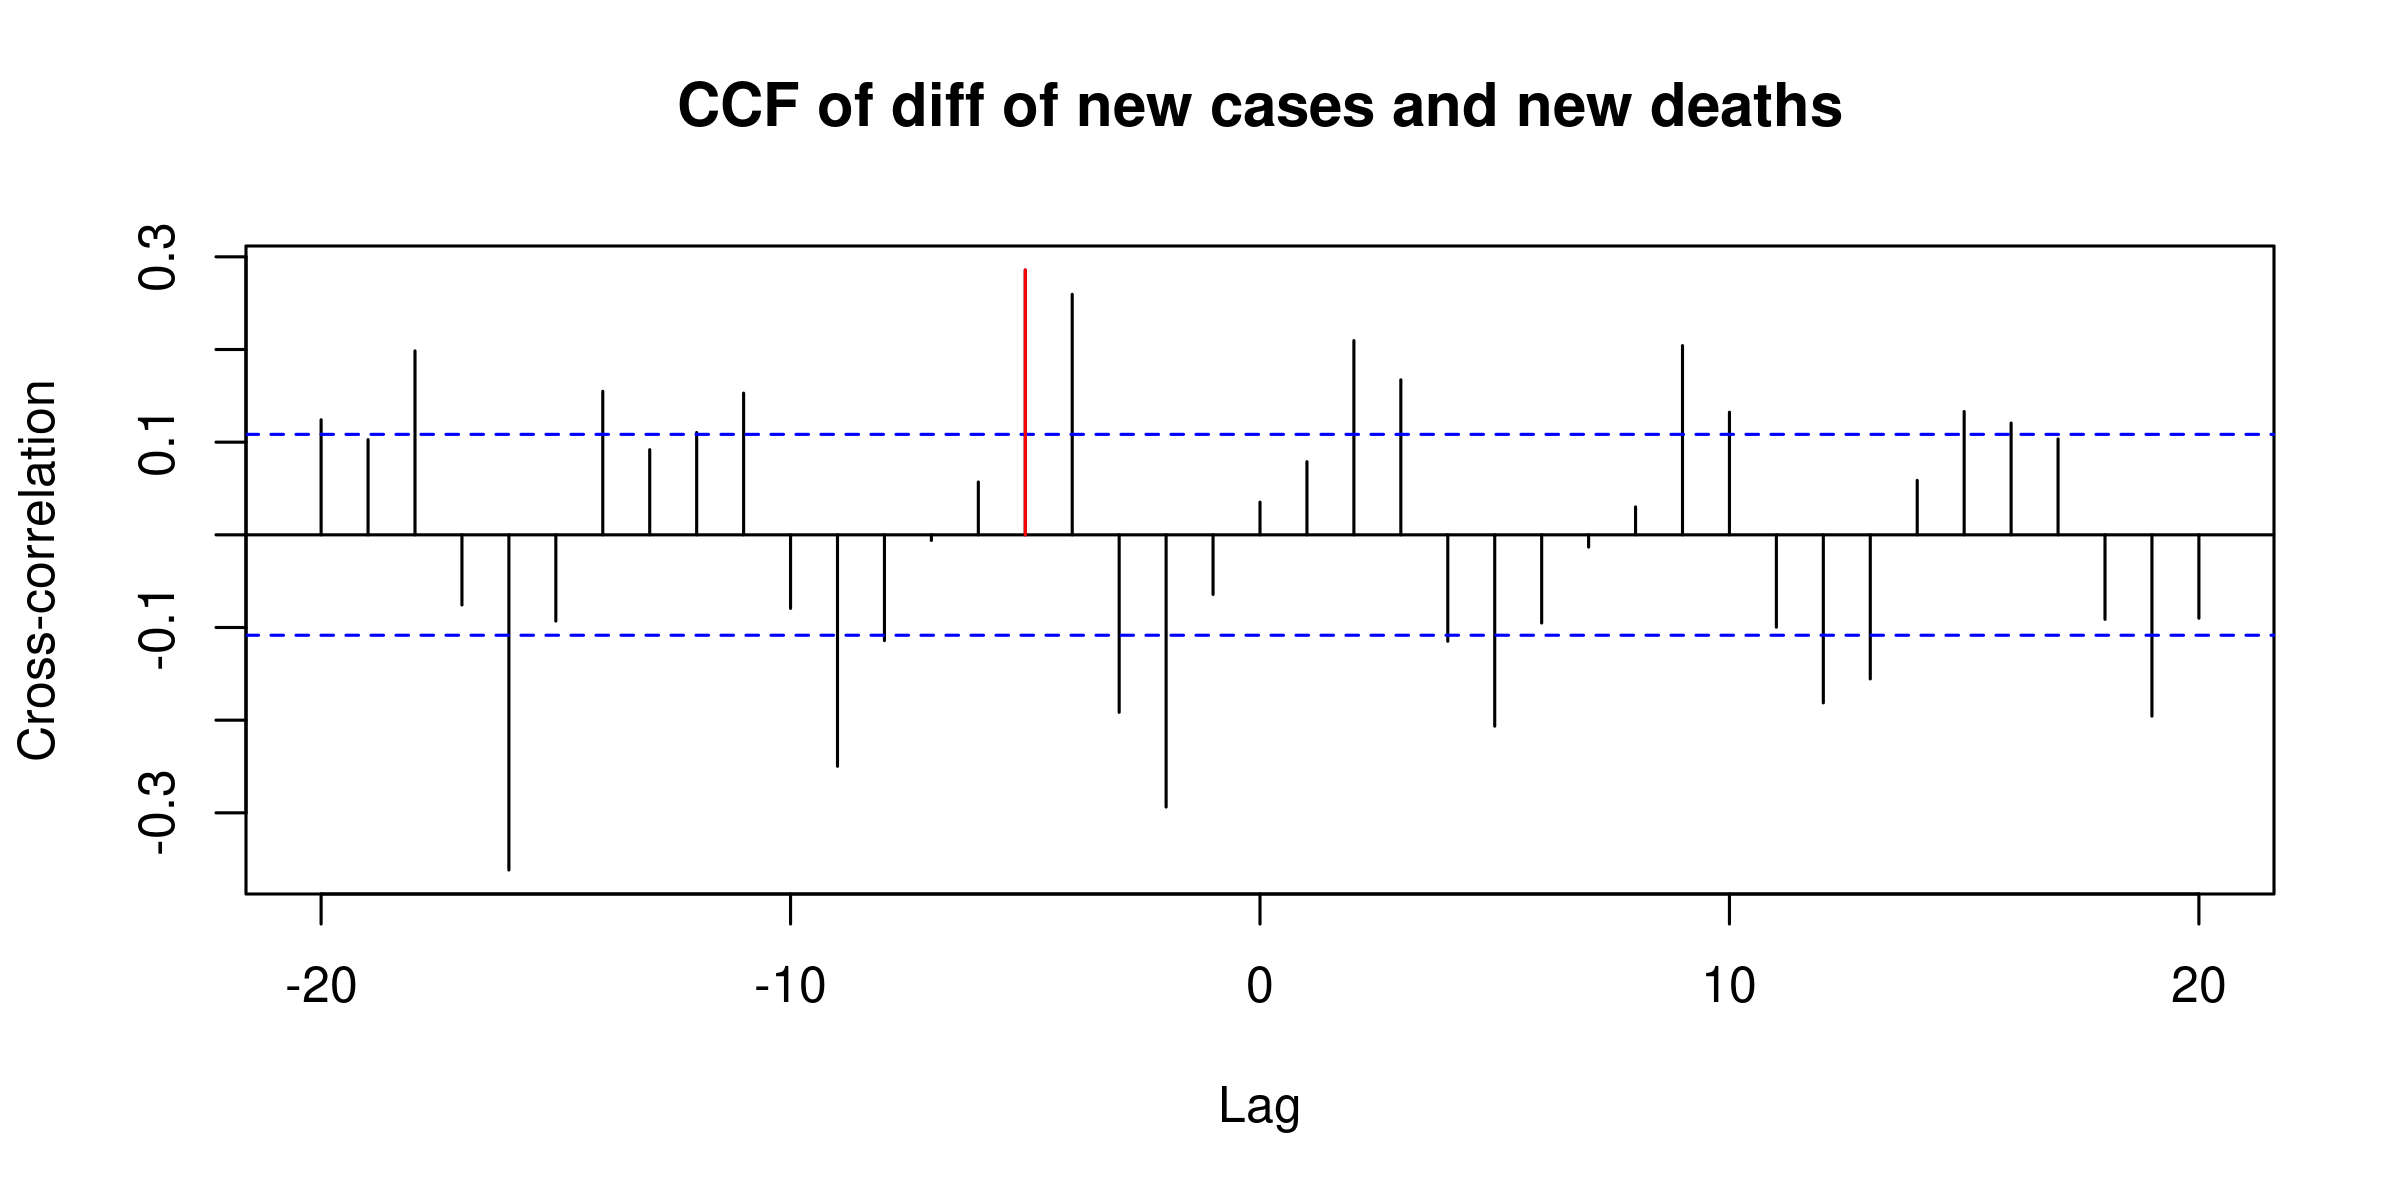 CCF of diff of new cases and new deaths
Cross-correlation
0.3
0.1
-0.1
-0.3
-20 -10 0 10 20
Lag